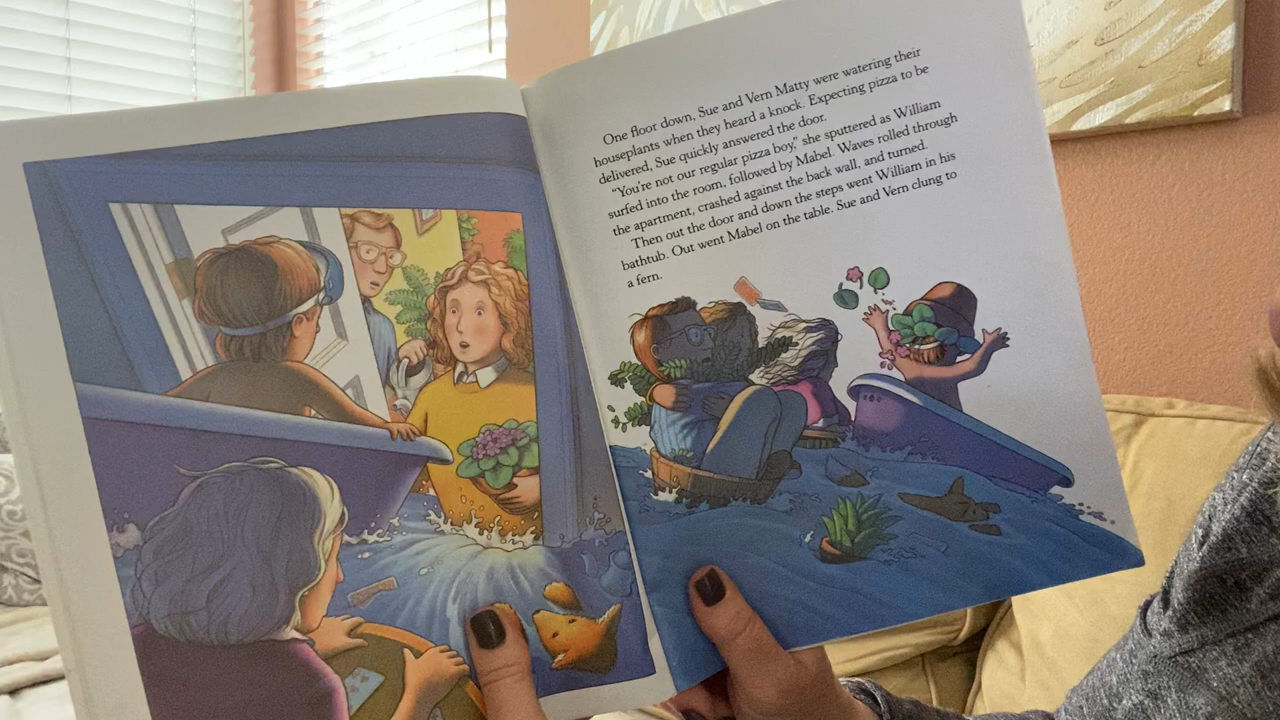 One floor down, Sue and Vern Matty were watering their
houseplants when they heard a knock. Expecting pizza to be
delivered, Sue quickly answered the door.
"You're not our regular pizza boy," she sputtered as William
surfed into the room, followed by Mabel. Waves rolled through
the apartment, crashed against the back wall, and turned.
Then out the door and down the steps went William in his
bathtub. Out went Mabel on the table. Sue and Vern clung to
a fern.